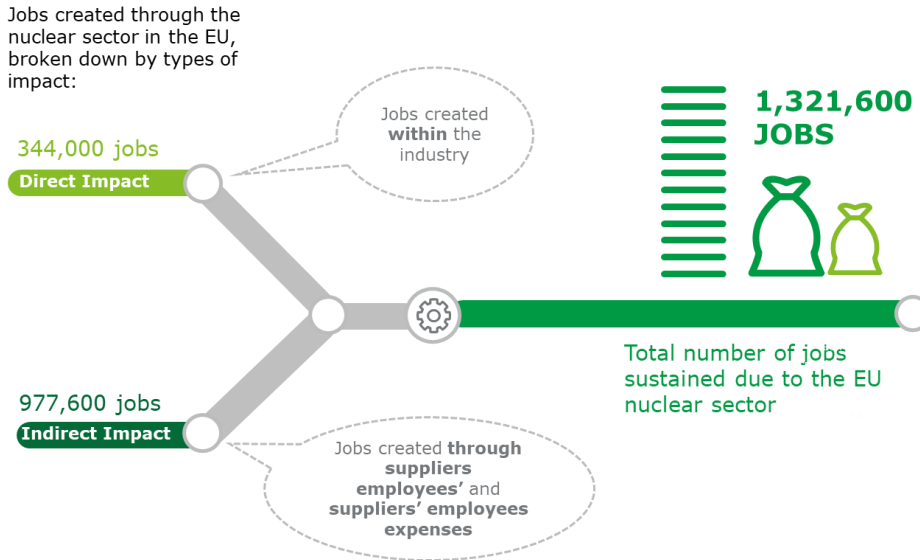 Jobs created through the
nuclear sector in the EU,
broken down by types of
impact:
344,000 jobs
Direct Impact
Jobs created
within the
industry
1,321,600
JOBS
Total number of jobs
sustained due to the EU
nuclear sector
977,600 jobs
Indirect Impact
Jobs created through
suppliers
employees’ and
suppliers’ employees
expenses